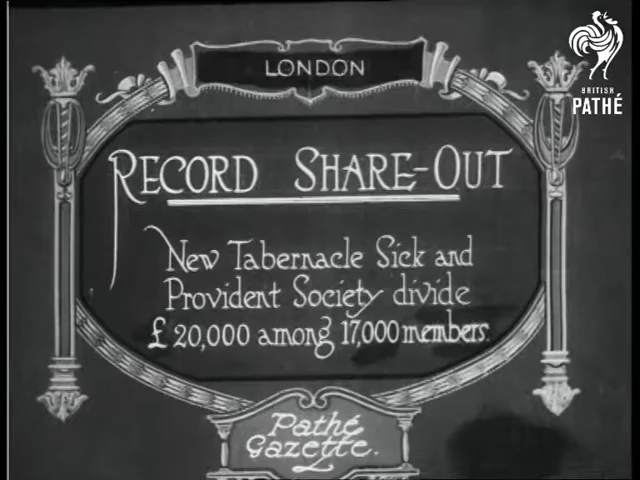 LONDON
BRITISH
PATHÉ
RECORD SHARE-OUT
New Tabernacle Sick and
Provident Society divide
£20,000 among 17,000 members.
Pathé
Gazette.